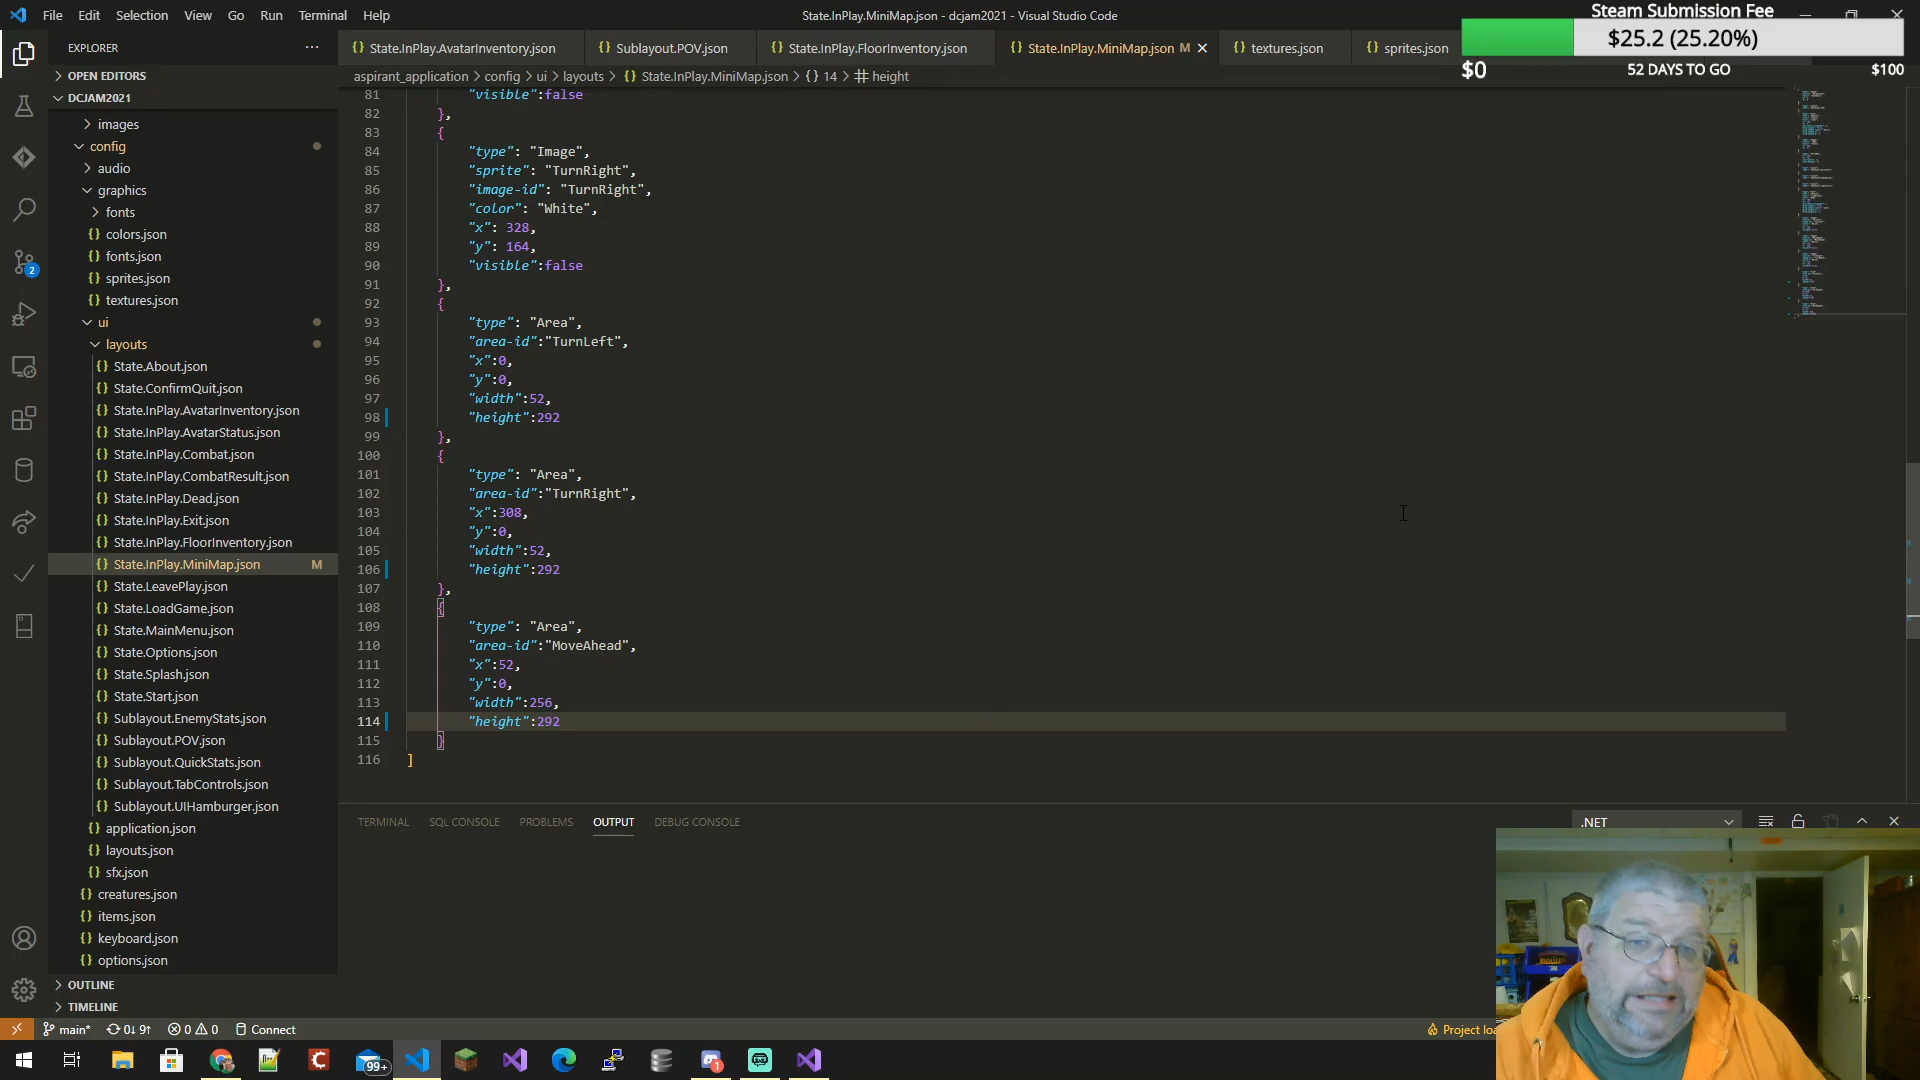 File Edit Selection View Go Run Terminal Help
State.InPlay.MiniMap.json - dcjam2021 - Visual Studio Code
Steam Submission Fee
$25.2 (25.20%)
$0 52 DAYS TO GO $100
EXPLORER
State.InPlay.AvatarInventory.json
Sublayout.POV.json
State.InPlay.FloorInventory.json
State.InPlay.MiniMap.json M
textures.json
sprites.json
aspirant_application > config > ui > layouts > {} State.InPlay.MiniMap.json > {} 14 > height
OPEN EDITORS
DCJAM2021
images
config
audio
graphics
fonts
colors.json
fonts.json
sprites.json
textures.json
ui
layouts
State.About.json
State.ConfirmQuit.json
State.InPlay.AvatarInventory.json
State.InPlay.AvatarStatus.json
State.InPlay.Combat.json
State.InPlay.CombatResult.json
State.InPlay.Dead.json
State.InPlay.Exit.json
State.InPlay.FloorInventory.json
State.InPlay.MiniMap.json M
State.LeavePlay.json
State.LoadGame.json
State.MainMenu.json
State.Options.json
State.Splash.json
State.Start.json
Sublayout.EnemyStats.json
Sublayout.POV.json
Sublayout.QuickStats.json
Sublayout.TabControls.json
Sublayout.UIHamburger.json
application.json
layouts.json
sfx.json
creatures.json
items.json
keyboard.json
options.json
OUTLINE
TIMELINE
81 "visible":false
82 },
83 {
84 "type": "Image",
85 "sprite": "TurnRight",
86 "image-id": "TurnRight",
87 "color": "White",
88 "x": 328,
89 "y": 164,
90 "visible":false
91 },
92 {
93 "type": "Area",
94 "area-id":"TurnLeft",
95 "x":0,
96 "y":0,
97 "width":52,
98 "height":292
99 },
100 {
101 "type": "Area",
102 "area-id":"TurnRight",
103 "x":308,
104 "y":0,
105 "width":52,
106 "height":292
107 },
108 {
109 "type": "Area",
110 "area-id":"MoveAhead",
111 "x":52,
112 "y":0,
113 "width":256,
114 "height":292
115 }
116 ]
TERMINAL SQL CONSOLE PROBLEMS OUTPUT DEBUG CONSOLE
.NET
2
main* 0↓ 9↑ 0 0 Connect
Project loa
99+
1